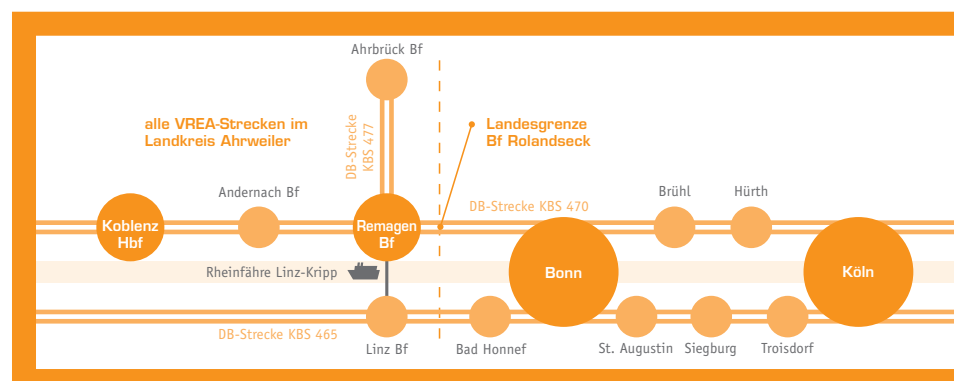 Ahrbrück Bf
alle VREA-Strecken im
Landkreis Ahrweiler
DB-Strecke
KBS 477
Landesgrenze
Bf Rolandseck
Andernach Bf
Brühl
Hürth
DB-Strecke KBS 470
Koblenz
Hbf
Remagen
Bf
Rheinfähre Linz-Kripp
Bonn
Köln
DB-Strecke KBS 465
Linz Bf
Bad Honnef
St. Augustin
Siegburg
Troisdorf